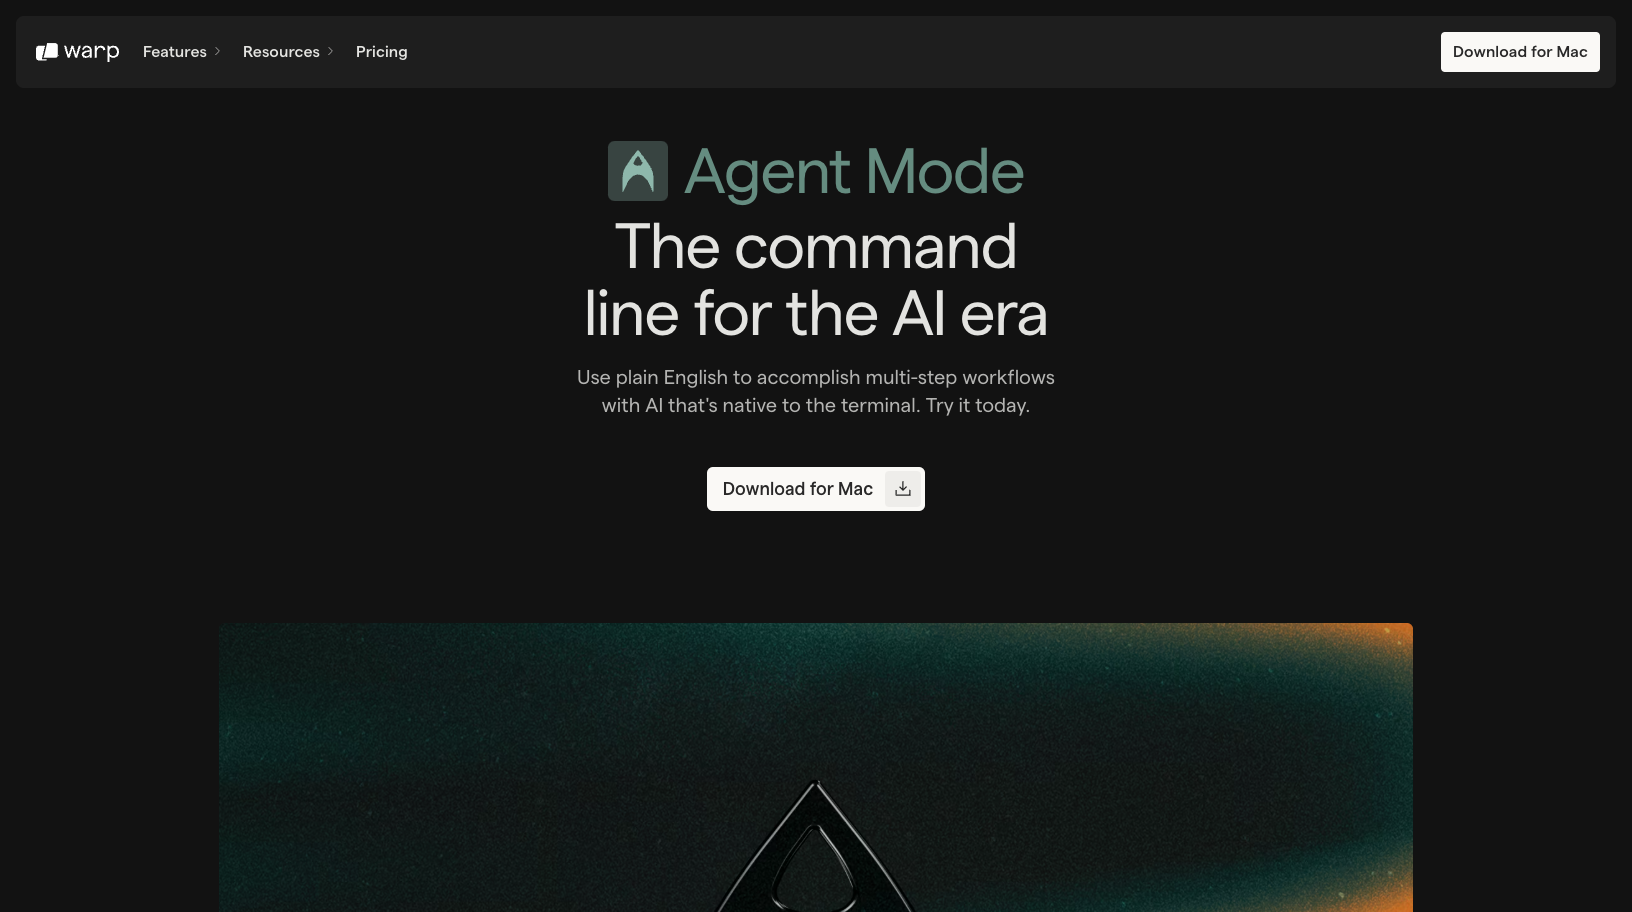 warp
Features
Resources
Pricing
Download for Mac
Agent Mode
The command
line for the AI era
Use plain English to accomplish multi-step workflows
with AI that's native to the terminal. Try it today.
Download for Mac